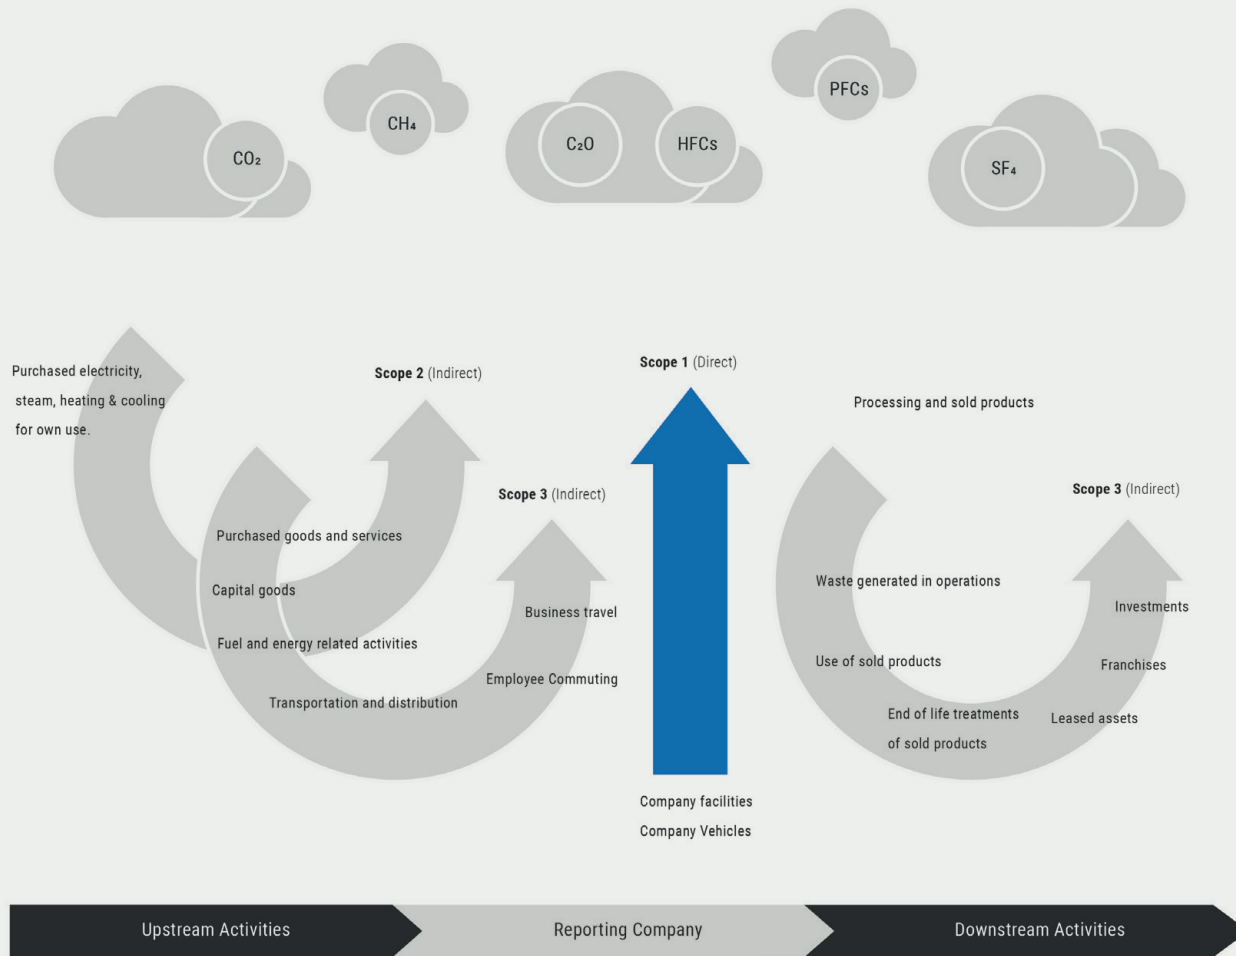 CO₂
CH₄
C₂O
HFCs
PFCs
SF₄
Purchased electricity,
steam, heating & cooling
for own use.
Scope 2 (Indirect)
Scope 1 (Direct)
Processing and sold products
Scope 3 (Indirect)
Scope 3 (Indirect)
Purchased goods and services
Capital goods
Fuel and energy related activities
Transportation and distribution
Business travel
Employee Commuting
Waste generated in operations
Use of sold products
End of life treatments
of sold products
Investments
Franchises
Leased assets
Company facilities
Company Vehicles
Upstream Activities
Reporting Company
Downstream Activities